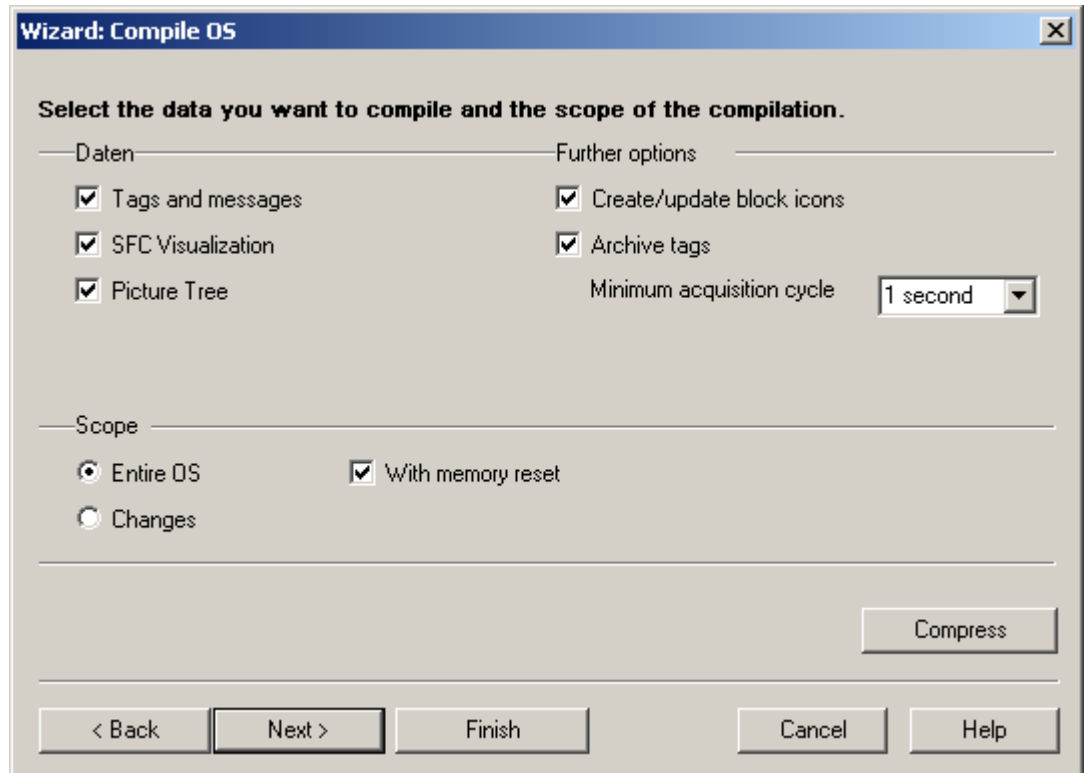 Wizard: Compile OS
Select the data you want to compile and the scope of the compilation.
Daten
Further options
Tags and messages
Create/update block icons
SFC Visualization
Archive tags
Picture Tree
Minimum acquisition cycle
1 second
Scope
Entire OS
With memory reset
Changes
Compress
< Back
Next >
Finish
Cancel
Help